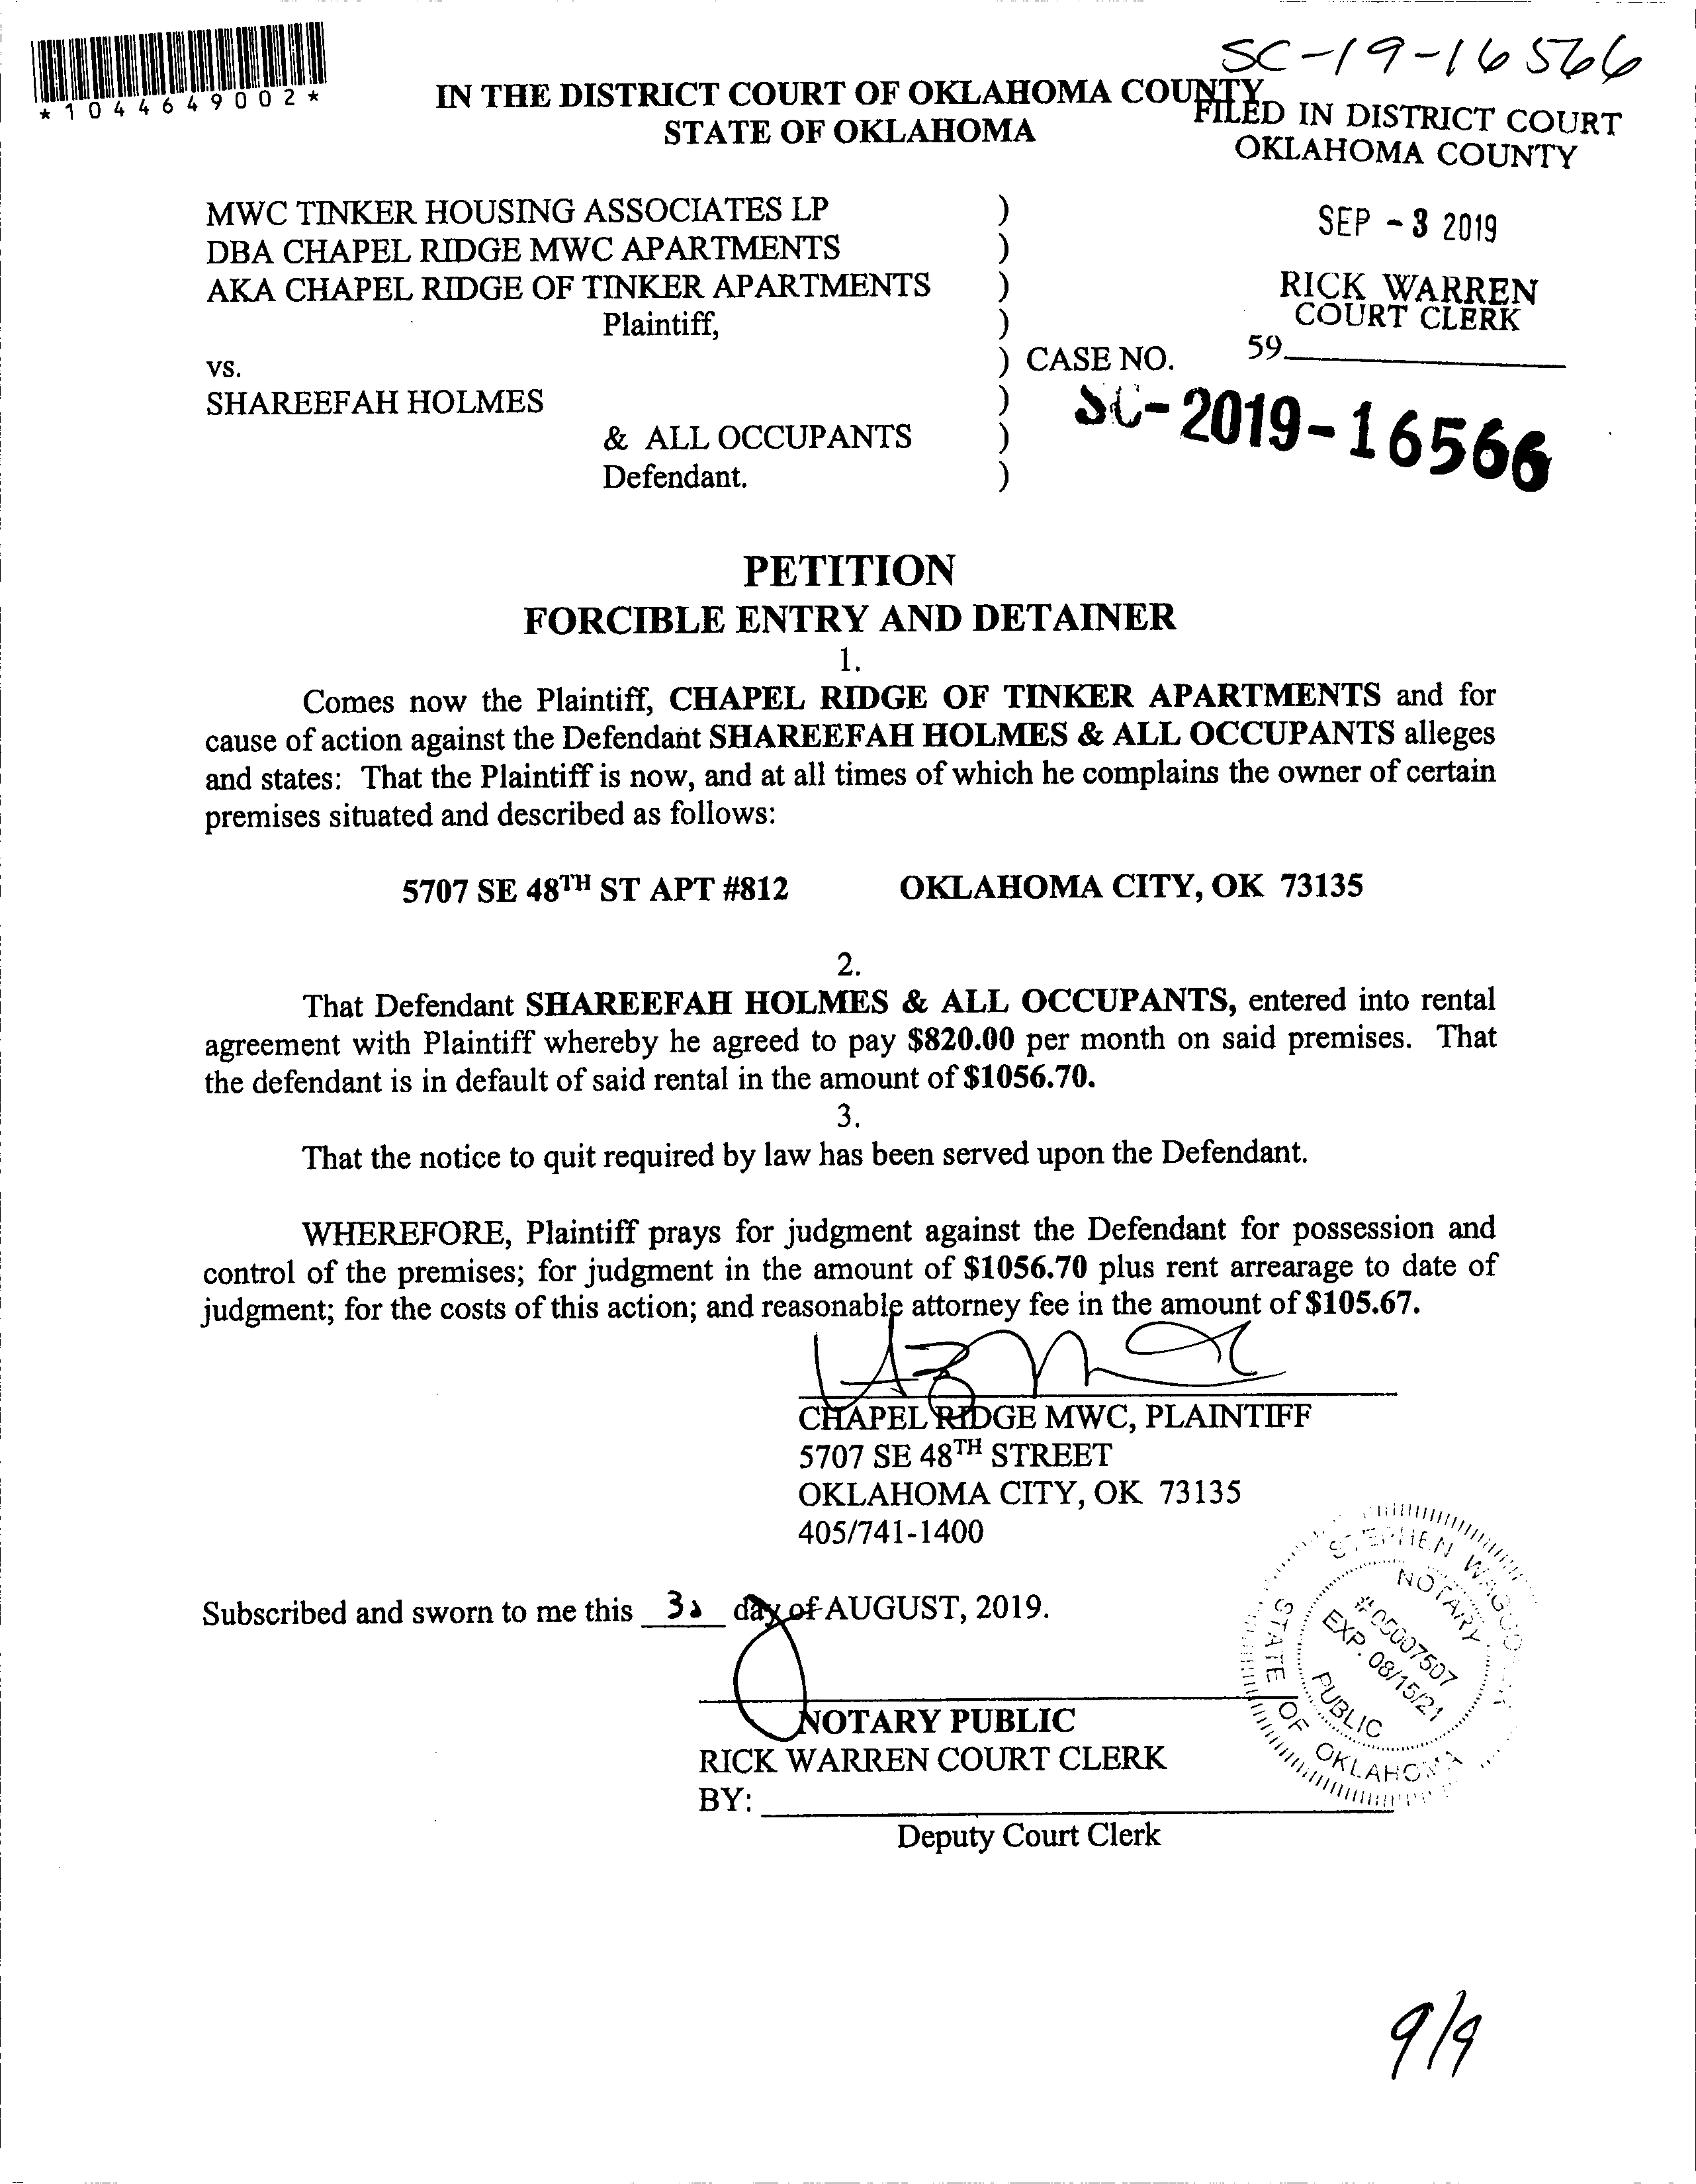 SC-19-16566
*1044649002*
IN THE DISTRICT COURT OF OKLAHOMA COUNTY
STATE OF OKLAHOMA
FILED IN DISTRICT COURT
OKLAHOMA COUNTY
SEP - 3 2019
RICK WARREN
COURT CLERK
59
MWC TINKER HOUSING ASSOCIATES LP )
DBA CHAPEL RIDGE MWC APARTMENTS )
AKA CHAPEL RIDGE OF TINKER APARTMENTS )
Plaintiff, )
vs. ) CASE NO.
SHAREEFAH HOLMES )
SC-2019-16566
& ALL OCCUPANTS )
Defendant. )
PETITION
FORCIBLE ENTRY AND DETAINER
1.
Comes now the Plaintiff, CHAPEL RIDGE OF TINKER APARTMENTS and for
cause of action against the Defendant SHAREEFAH HOLMES & ALL OCCUPANTS alleges
and states: That the Plaintiff is now, and at all times of which he complains the owner of certain
premises situated and described as follows:
5707 SE 48TH ST APT #812 OKLAHOMA CITY, OK 73135
2.
That Defendant SHAREEFAH HOLMES & ALL OCCUPANTS, entered into rental
agreement with Plaintiff whereby he agreed to pay $820.00 per month on said premises. That
the defendant is in default of said rental in the amount of $1056.70.
3.
That the notice to quit required by law has been served upon the Defendant.
WHEREFORE, Plaintiff prays for judgment against the Defendant for possession and
control of the premises; for judgment in the amount of $1056.70 plus rent arrearage to date of
judgment; for the costs of this action; and reasonable attorney fee in the amount of $105.67.
CHAPEL RIDGE MWC, PLAINTIFF
5707 SE 48TH STREET
OKLAHOMA CITY, OK 73135
405/741-1400
Subscribed and sworn to me this day of AUGUST, 2019.
STEPHEN
NOTARY
#05007507
EXP. 08/15/21
PUBLIC
STATE OF OKLAHOMA
NOTARY PUBLIC
RICK WARREN COURT CLERK
BY:
Deputy Court Clerk
9/9